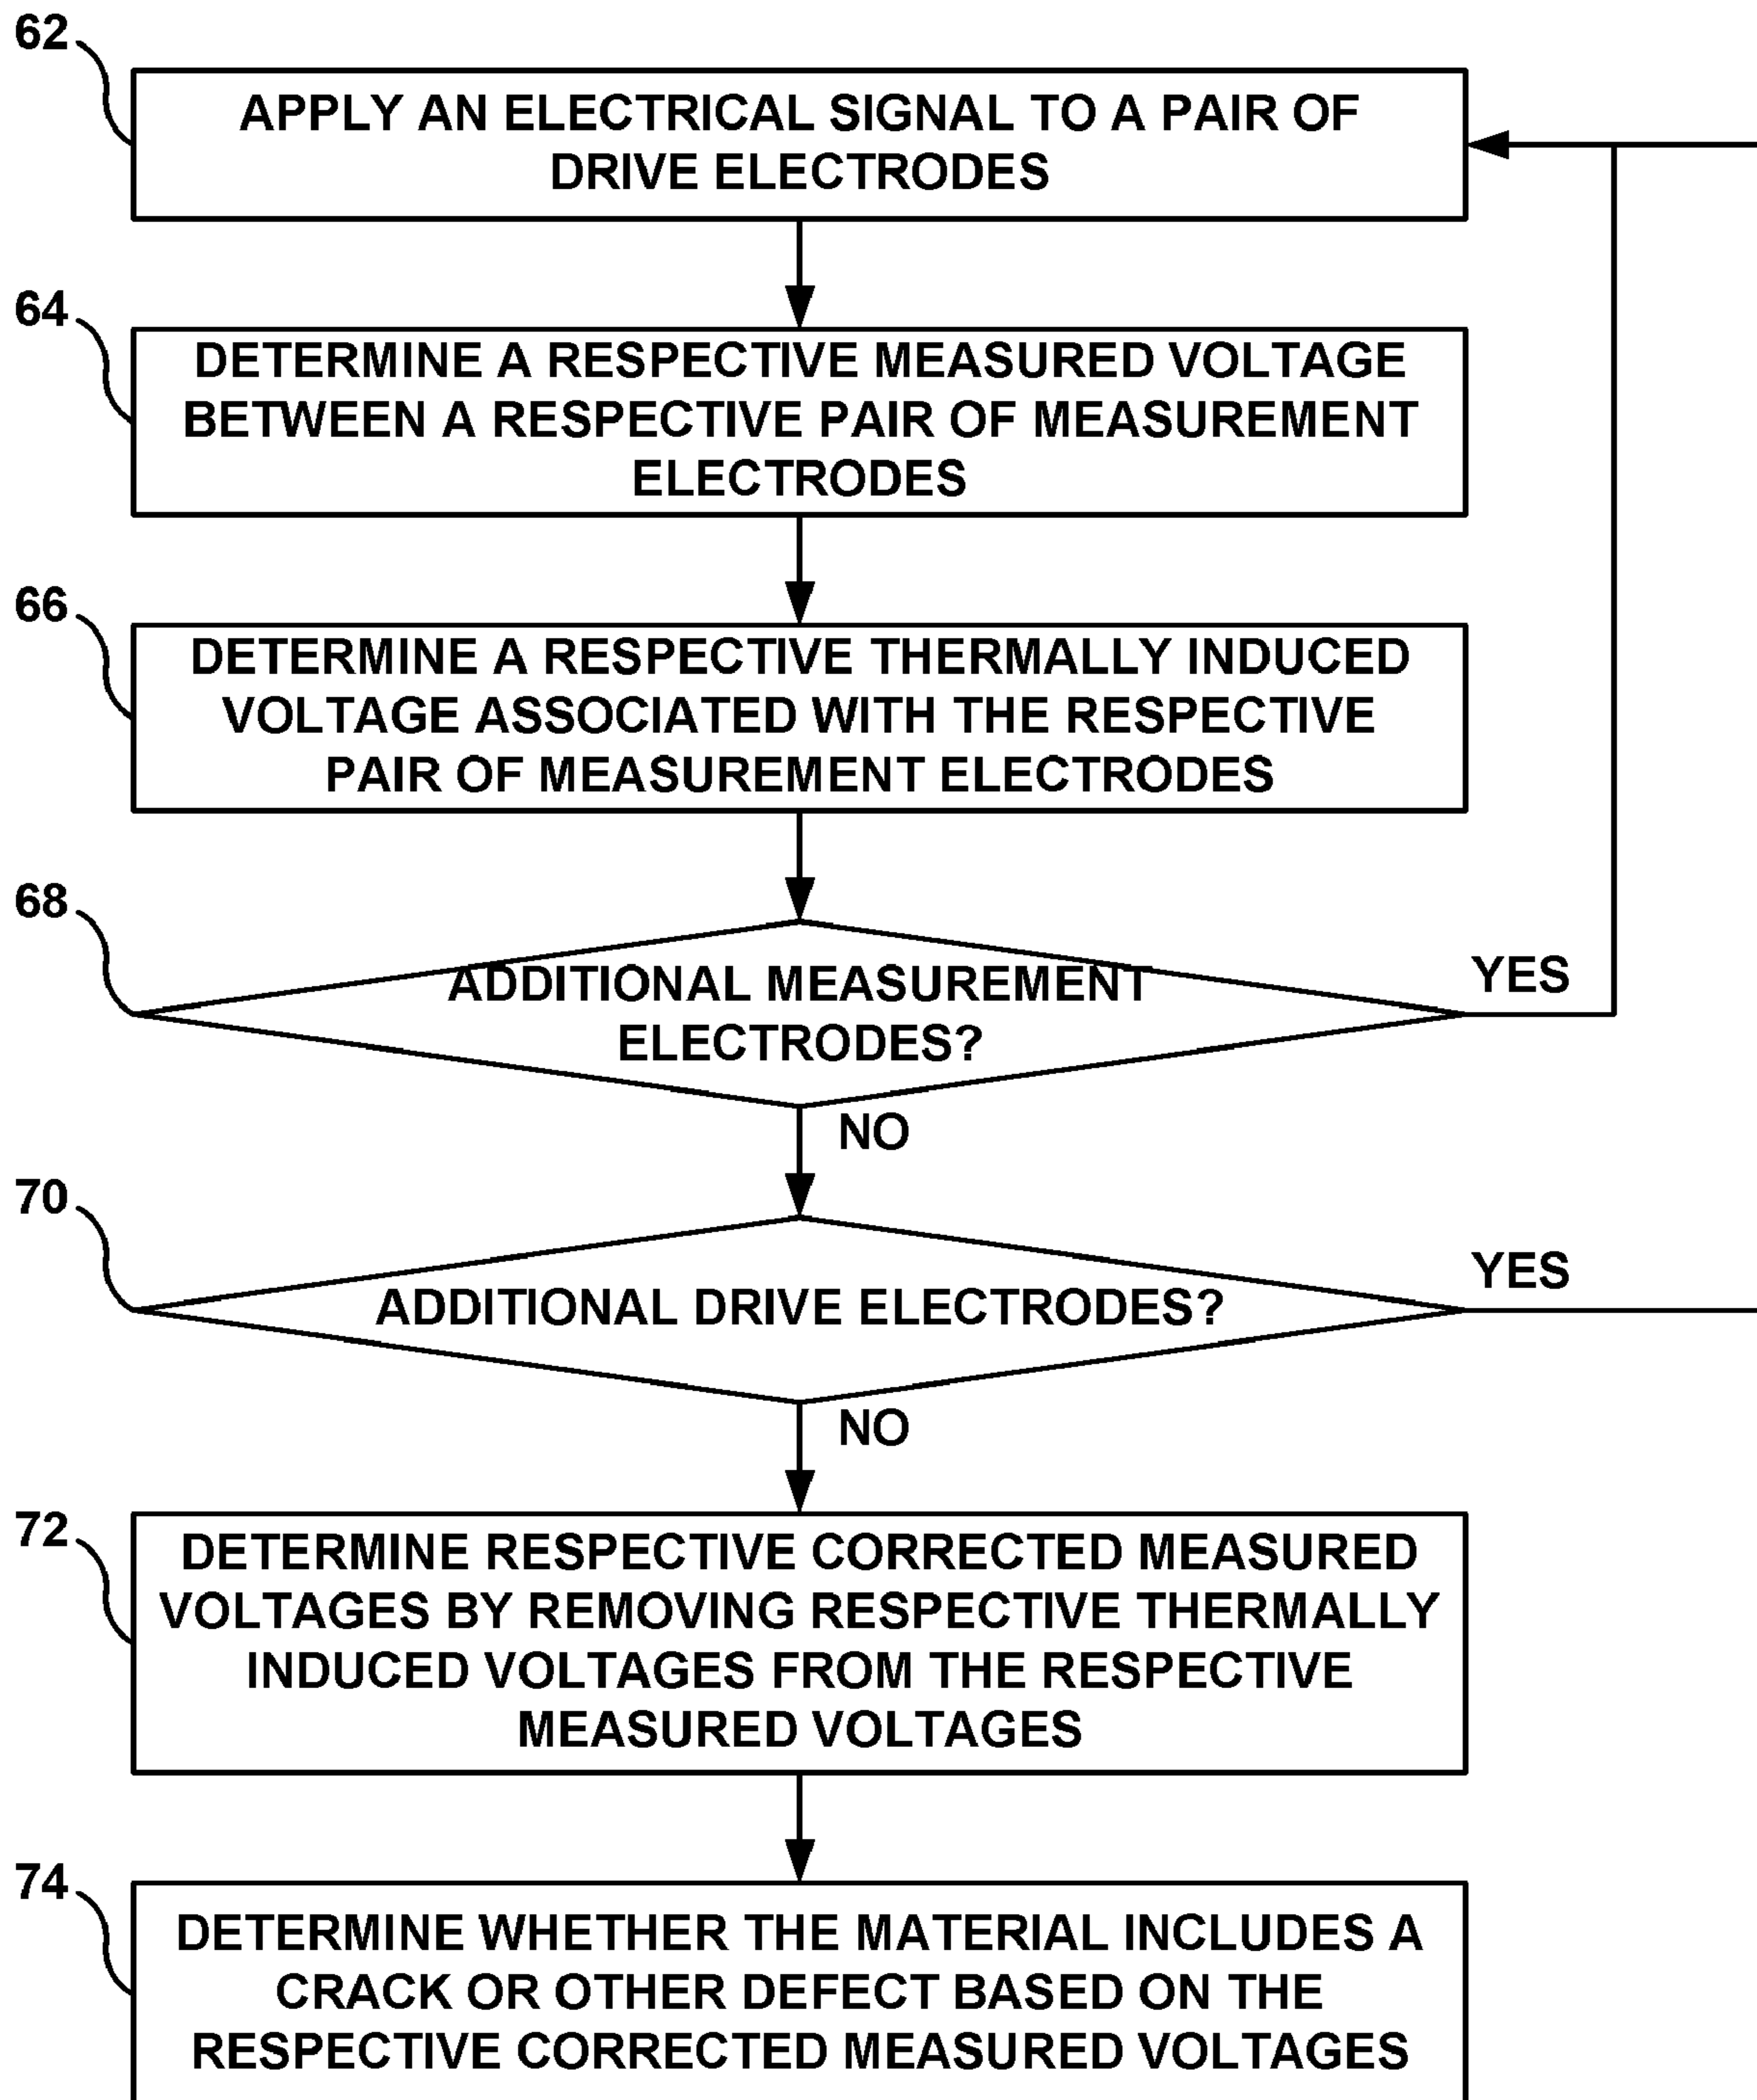 62
APPLY AN ELECTRICAL SIGNAL TO A PAIR OF
DRIVE ELECTRODES
64
DETERMINE A RESPECTIVE MEASURED VOLTAGE
BETWEEN A RESPECTIVE PAIR OF MEASUREMENT
ELECTRODES
66
DETERMINE A RESPECTIVE THERMALLY INDUCED
VOLTAGE ASSOCIATED WITH THE RESPECTIVE
PAIR OF MEASUREMENT ELECTRODES
68
ADDITIONAL MEASUREMENT
ELECTRODES?
YES
NO
70
ADDITIONAL DRIVE ELECTRODES?
YES
NO
72
DETERMINE RESPECTIVE CORRECTED MEASURED
VOLTAGES BY REMOVING RESPECTIVE THERMALLY
INDUCED VOLTAGES FROM THE RESPECTIVE
MEASURED VOLTAGES
74
DETERMINE WHETHER THE MATERIAL INCLUDES A
CRACK OR OTHER DEFECT BASED ON THE
RESPECTIVE CORRECTED MEASURED VOLTAGES